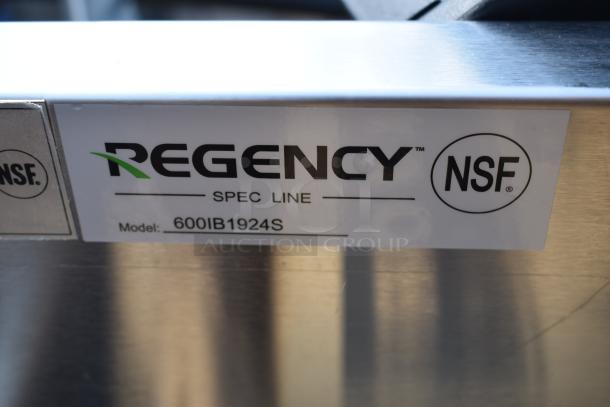 REGENCY™
SPEC LINE
Model: 600IB1924S
NSF®
NSF.
AUCTION GROUP